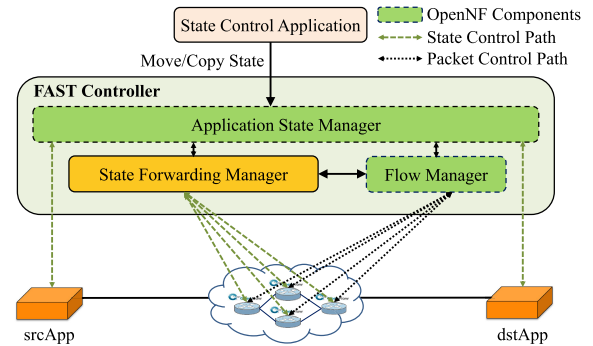 State Control Application
OpenNF Components
State Control Path
Packet Control Path
Move/Copy State
FAST Controller
Application State Manager
State Forwarding Manager
Flow Manager
srcApp
dstApp